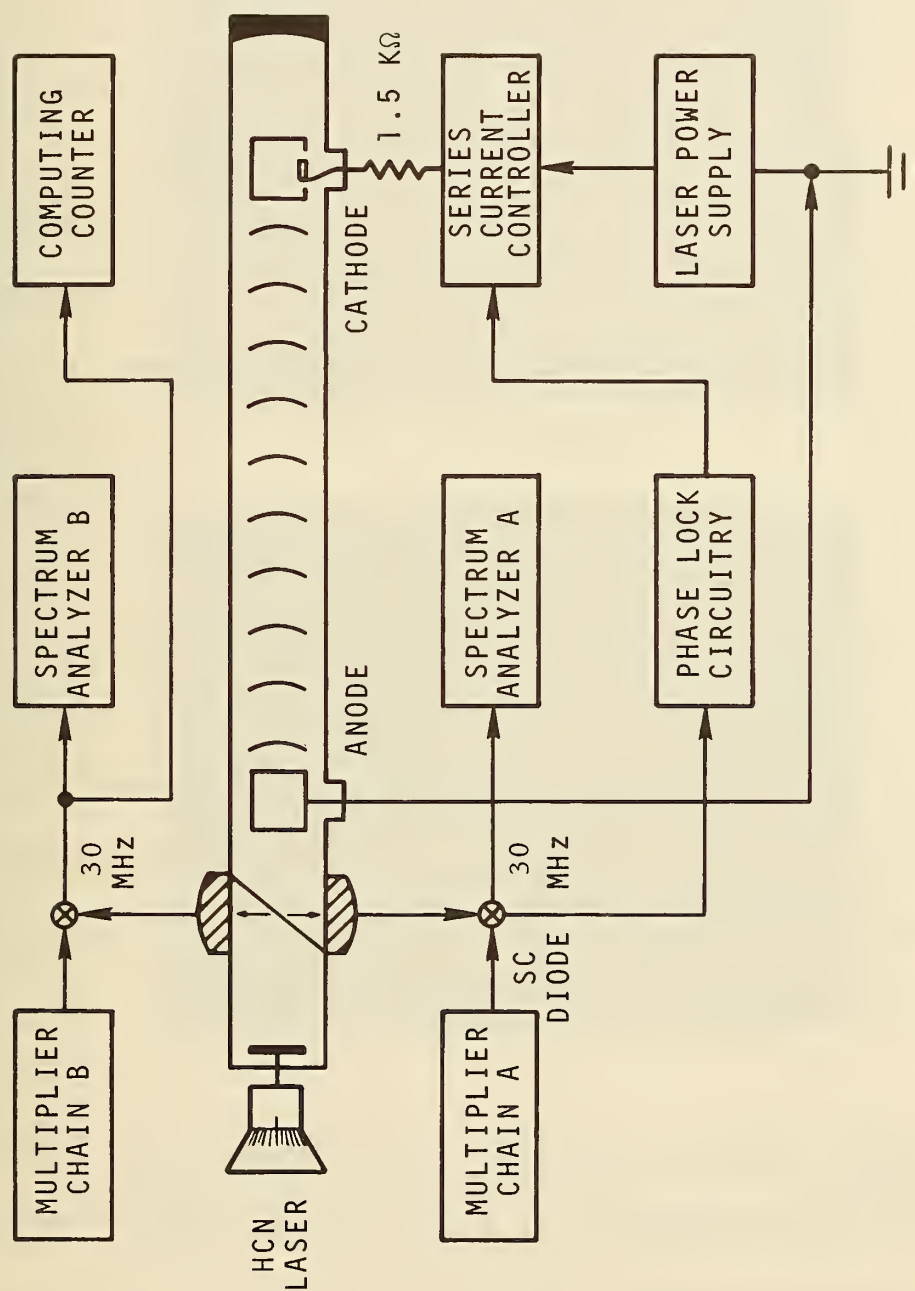 MULTIPLIER
CHAIN B
30
MHz
SPECTRUM
ANALYZER B
COMPUTING
COUNTER
HCN
LASER
ANODE
CATHODE
1.5 KΩ
MULTIPLIER
CHAIN A
SC
DIODE
30
MHz
SPECTRUM
ANALYZER A
SERIES
CURRENT
CONTROLLER
PHASE LOCK
CIRCUITRY
LASER POWER
SUPPLY